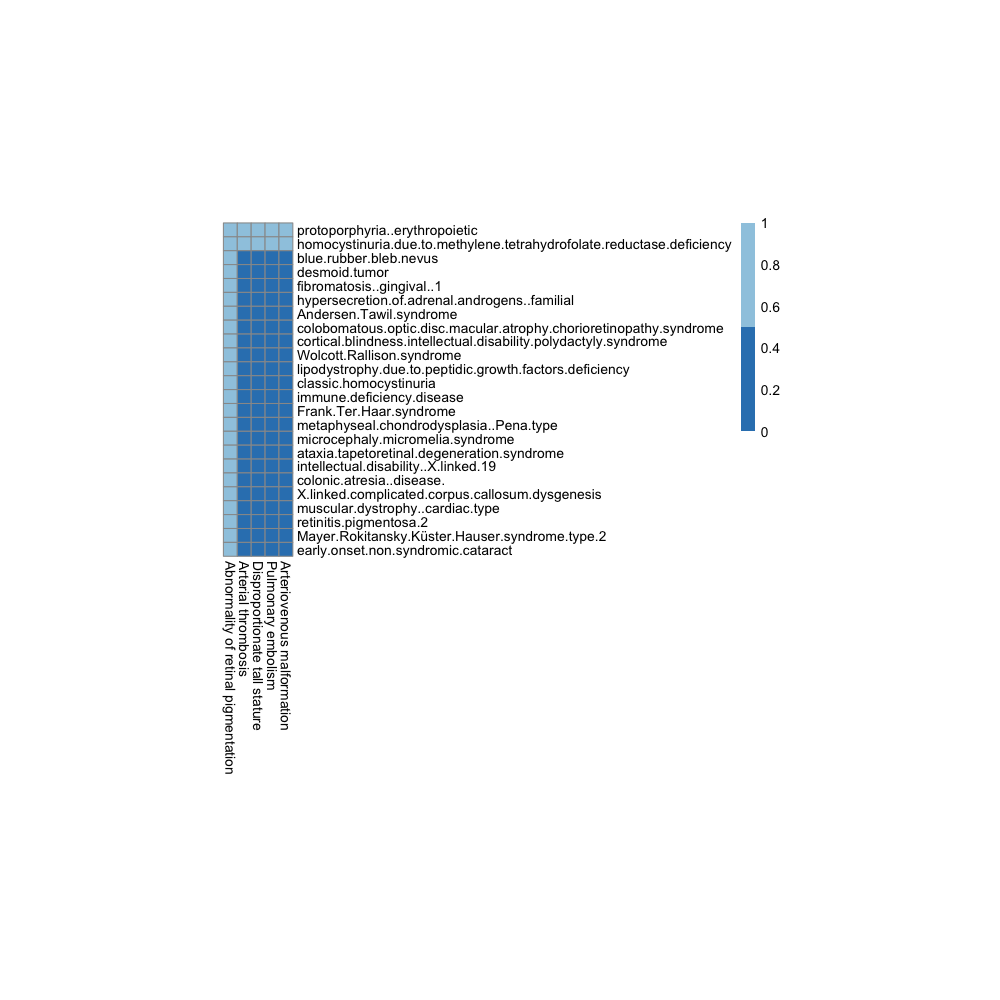 protoporphyria..erythropoietic
homocystinuria.due.to.methylene.tetrahydrofolate.reductase.deficiency
blue.rubber.bleb.nevus
desmoid.tumor
fibromatosis..gingival..1
hypersecretion.of.adrenal.androgens..familial
Andersen.Tawil.syndrome
colobomatous.optic.disc.macular.atrophy.chorioretinopathy.syndrome
cortical.blindness.intellectual.disability.polydactyly.syndrome
Wolcott.Rallison.syndrome
lipodystrophy.due.to.peptidic.growth.factors.deficiency
classic.homocystinuria
immune.deficiency.disease
Frank.Ter.Haar.syndrome
metaphyseal.chondrodysplasia..Pena.type
microcephaly.micromelia.syndrome
ataxia.tapetoretinal.degeneration.syndrome
intellectual.disability..X.linked.19
colonic.atresia..disease.
X.linked.complicated.corpus.callosum.dysgenesis
muscular.dystrophy..cardiac.type
retinitis.pigmentosa.2
Mayer.Rokitansky.Küster.Hauser.syndrome.type.2
early.onset.non.syndromic.cataract
Abnormality of retinal pigmentation
Arterial thrombosis
Disproportionate tall stature
Pulmonary embolism
Arteriovenous malformation
1
0.8
0.6
0.4
0.2
0